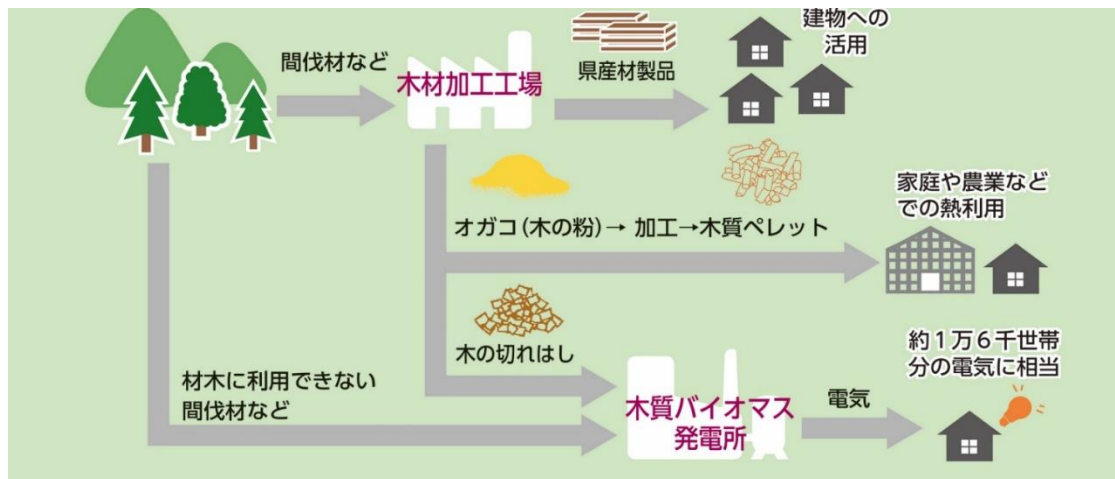 間伐材など
木材加工工場
県産材製品
建物への
活用
オガコ(木の粉)→ 加工→木質ペレット
家庭や農業など
での熱利用
木の切れはし
材木に利用できない
間伐材など
木質バイオマス
発電所
電気
約1万6千世帯
分の電気に相当